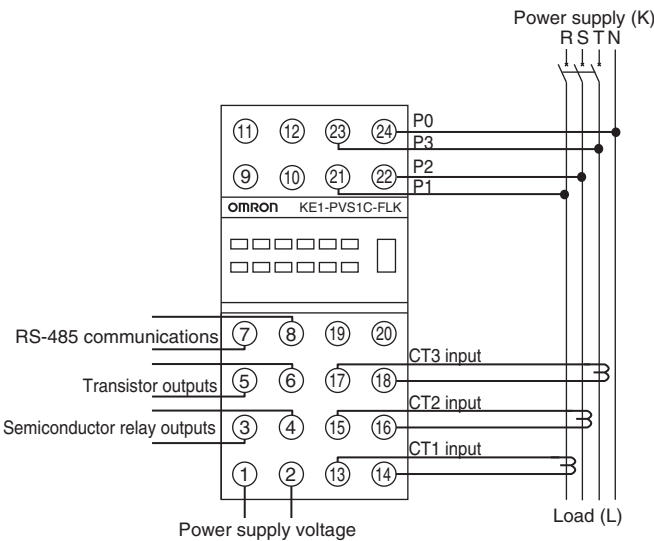 Power supply (K)
R S T N
⑪ ⑫ ㉓ ㉔ P0
P3
⑨ ⑩ ㉑ ㉒ P2
P1
OMRON KE1-PVS1C-FLK
RS-485 communications ⑦ ⑧ ⑲ ⑳
CT3 input
Transistor outputs ⑤ ⑥ ⑰ ⑱
CT2 input
Semiconductor relay outputs ③ ④ ⑮ ⑯
CT1 input
① ② ⑬ ⑭
Load (L)
Power supply voltage